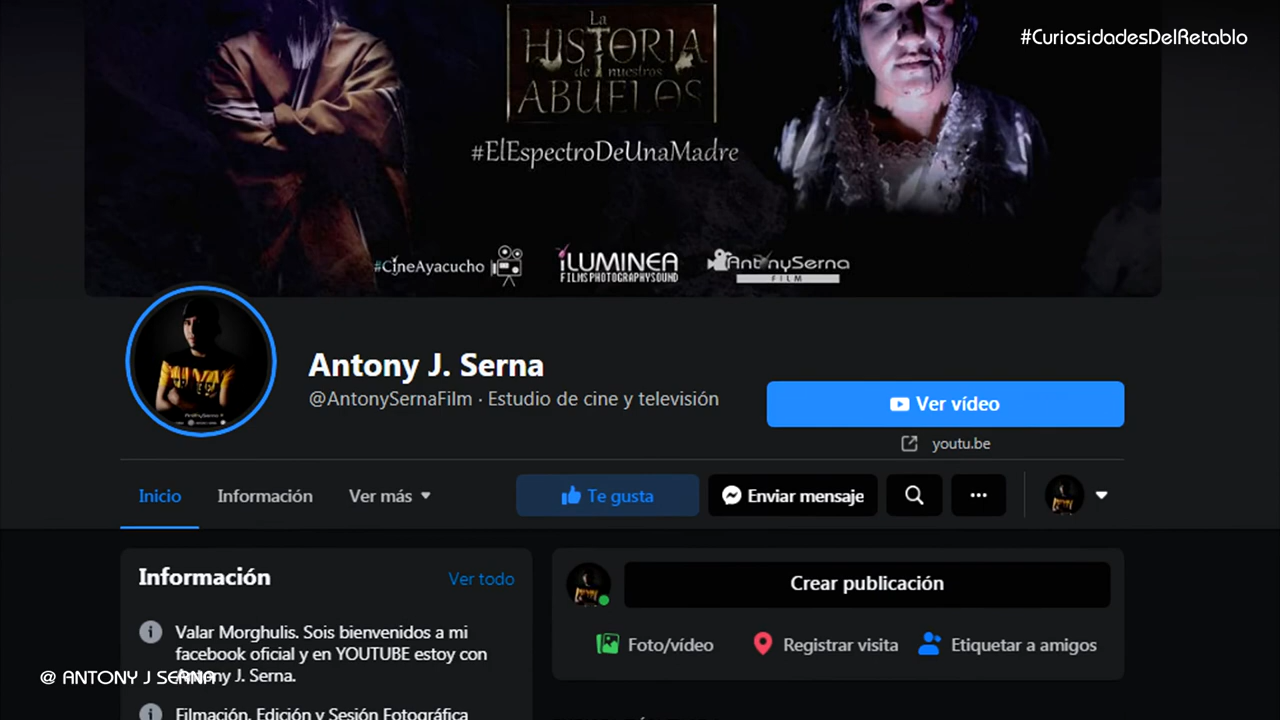 #CuriosidadesDelRetablo
La
HISTORIA
de nuestros
ABUELOS
#ElEspectroDeUnaMadre
#CineAyacucho
iLUMINEA
FILMSPHOTOGRAPHYSOUND
AntonySerna
FILM
Antony J. Serna
@AntonySernaFilm · Estudio de cine y televisión
Ver vídeo
youtu.be
Inicio
Información
Ver más
Te gusta
Enviar mensaje
Información
Ver todo
Crear publicación
Valar Morghulis. Sois bienvenidos a mi
facebook oficial y en YOUTUBE estoy con
Antony J. Serna.
Foto/vídeo
Registrar visita
Etiquetar a amigos
@ ANTONY J SERNA
Filmación, Edición y Sesión Fotográfica